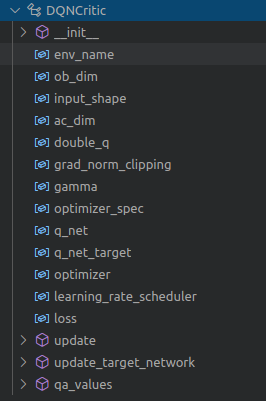 DQNCritic
__init__
env_name
ob_dim
input_shape
ac_dim
double_q
grad_norm_clipping
gamma
optimizer_spec
q_net
q_net_target
optimizer
learning_rate_scheduler
loss
update
update_target_network
qa_values